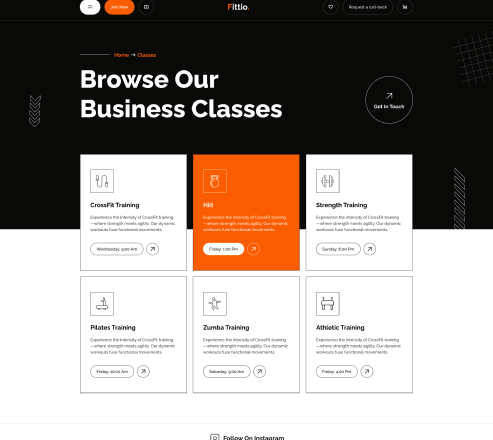 Join Now
Fittio.
Request a call-back
Home → Classes
Browse Our
Business Classes
Get In Touch
CrossFit Training
Experience the intensity of CrossFit training
—where strength meets agility. Our dynamic
workouts fuse functional movements.
Wednesday: 9:00 Am
Hiit
Experience the intensity of CrossFit training
—where strength meets agility. Our dynamic
workouts fuse functional movements.
Friday: 1:00 Pm
Strength Training
Experience the intensity of CrossFit training
—where strength meets agility. Our dynamic
workouts fuse functional movements.
Sunday: 6:00 Pm
Pilates Training
Experience the intensity of CrossFit training
—where strength meets agility. Our dynamic
workouts fuse functional movements.
Friday: 10:00 Am
Zumba Training
Experience the intensity of CrossFit training
—where strength meets agility. Our dynamic
workouts fuse functional movements.
Saturday: 9:00 Am
Athletic Training
Experience the intensity of CrossFit training
—where strength meets agility. Our dynamic
workouts fuse functional movements.
Friday: 4:00 Pm
Follow On Instagram